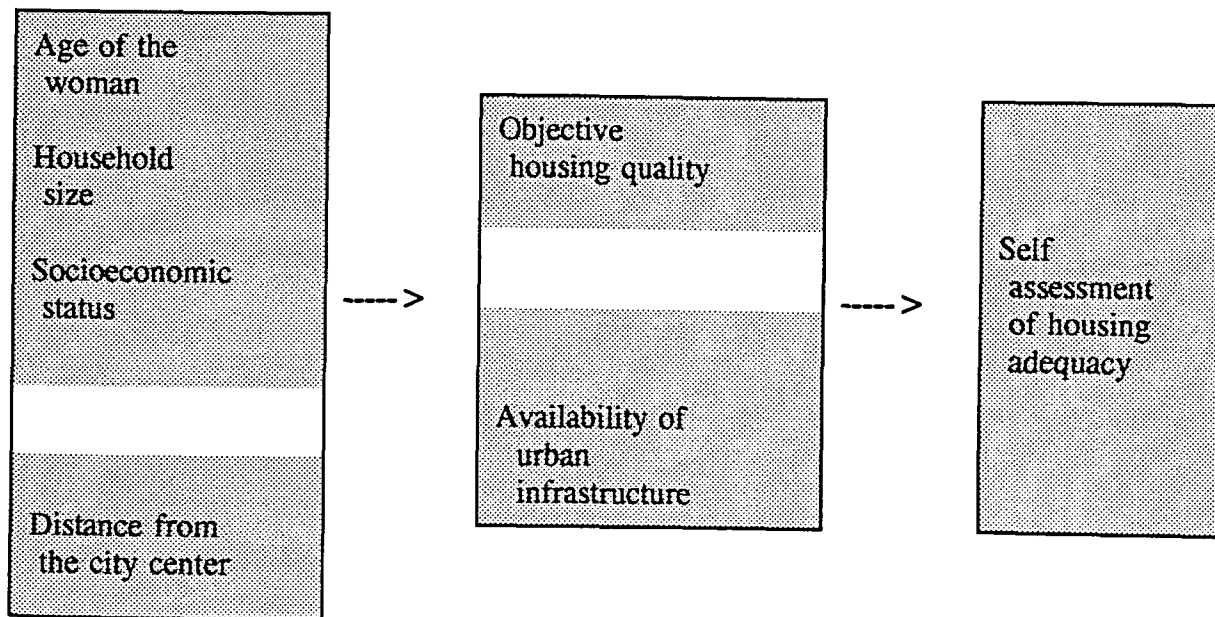 Age of the
woman
Household
size
Socioeconomic
status
Distance from
the city center
----->
Objective
housing quality
Availability of
urban
infrastructure
----->
Self
assessment
of housing
adequacy